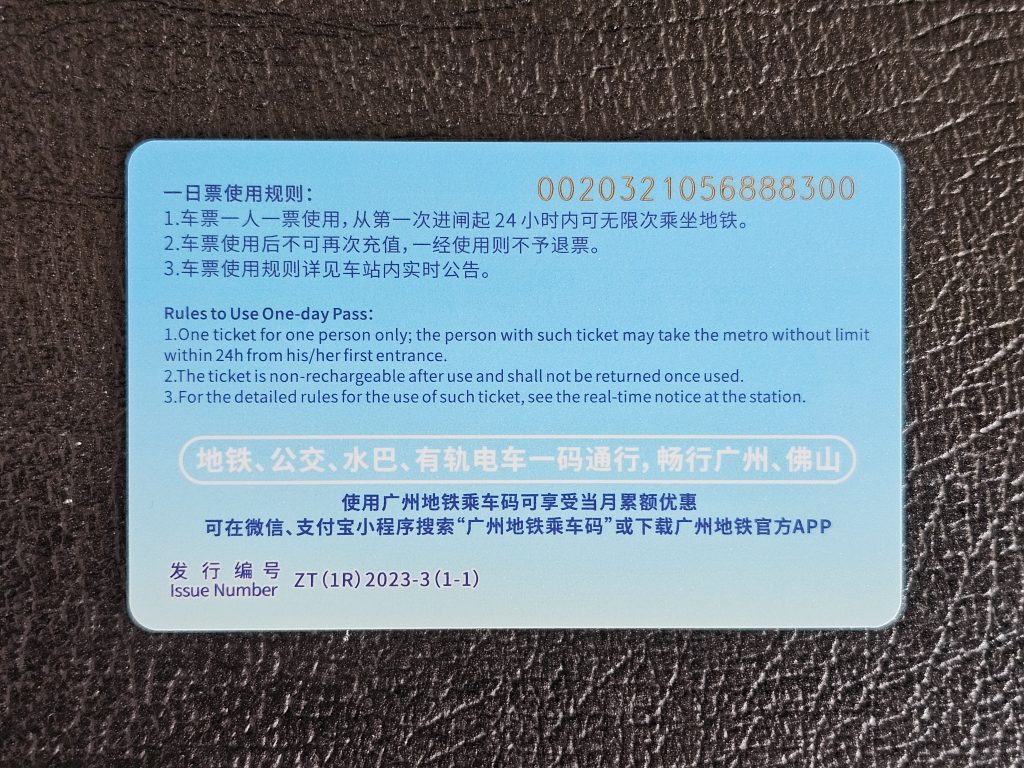 一日票使用规则：
0020321056888300
1.车票一人一票使用，从第一次进闸起24小时内可无限次乘坐地铁。
2.车票使用后不可再次充值，一经使用则不予退票。
3.车票使用规则详见车站内实时公告。
Rules to Use One-day Pass：
1.One ticket for one person only; the person with such ticket may take the metro without limit
within 24h from his/her first entrance.
2.The ticket is non-rechargeable after use and shall not be returned once used.
3.For the detailed rules for the use of such ticket, see the real-time notice at the station.
地铁、公交、水巴、有轨电车一码通行，畅行广州、佛山
使用广州地铁乘车码可享受当月累额优惠
可在微信、支付宝小程序搜索“广州地铁乘车码”或下载广州地铁官方APP
发行编号 ZT（1R）2023-3（1-1）
Issue Number